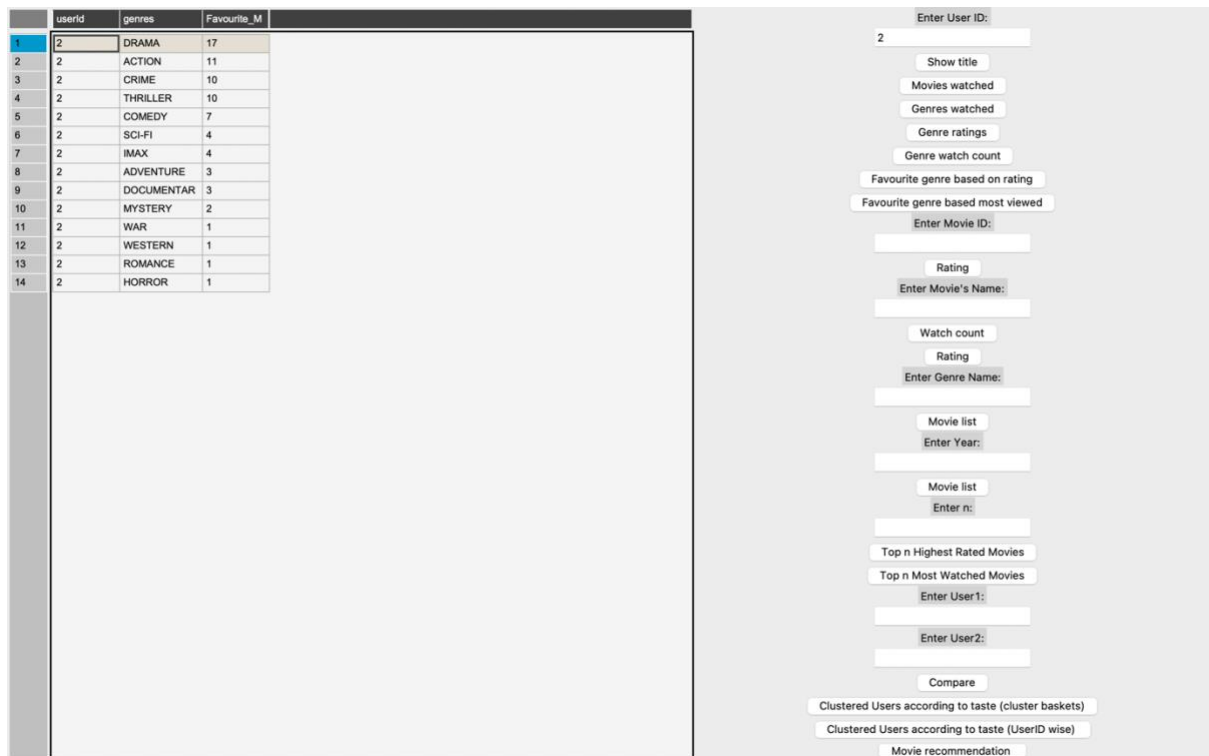 userId genres Favourite_M
1 2 DRAMA 17
2 2 ACTION 11
3 2 CRIME 10
4 2 THRILLER 10
5 2 COMEDY 7
6 2 SCI-FI 4
7 2 IMAX 4
8 2 ADVENTURE 3
9 2 DOCUMENTAR 3
10 2 MYSTERY 2
11 2 WAR 1
12 2 WESTERN 1
13 2 ROMANCE 1
14 2 HORROR 1
Enter User ID:
2
Show title
Movies watched
Genres watched
Genre ratings
Genre watch count
Favourite genre based on rating
Favourite genre based most viewed
Enter Movie ID:
Rating
Enter Movie's Name:
Watch count
Rating
Enter Genre Name:
Movie list
Enter Year:
Movie list
Enter n:
Top n Highest Rated Movies
Top n Most Watched Movies
Enter User1:
Enter User2:
Compare
Clustered Users according to taste (cluster baskets)
Clustered Users according to taste (UserID wise)
Movie recommendation